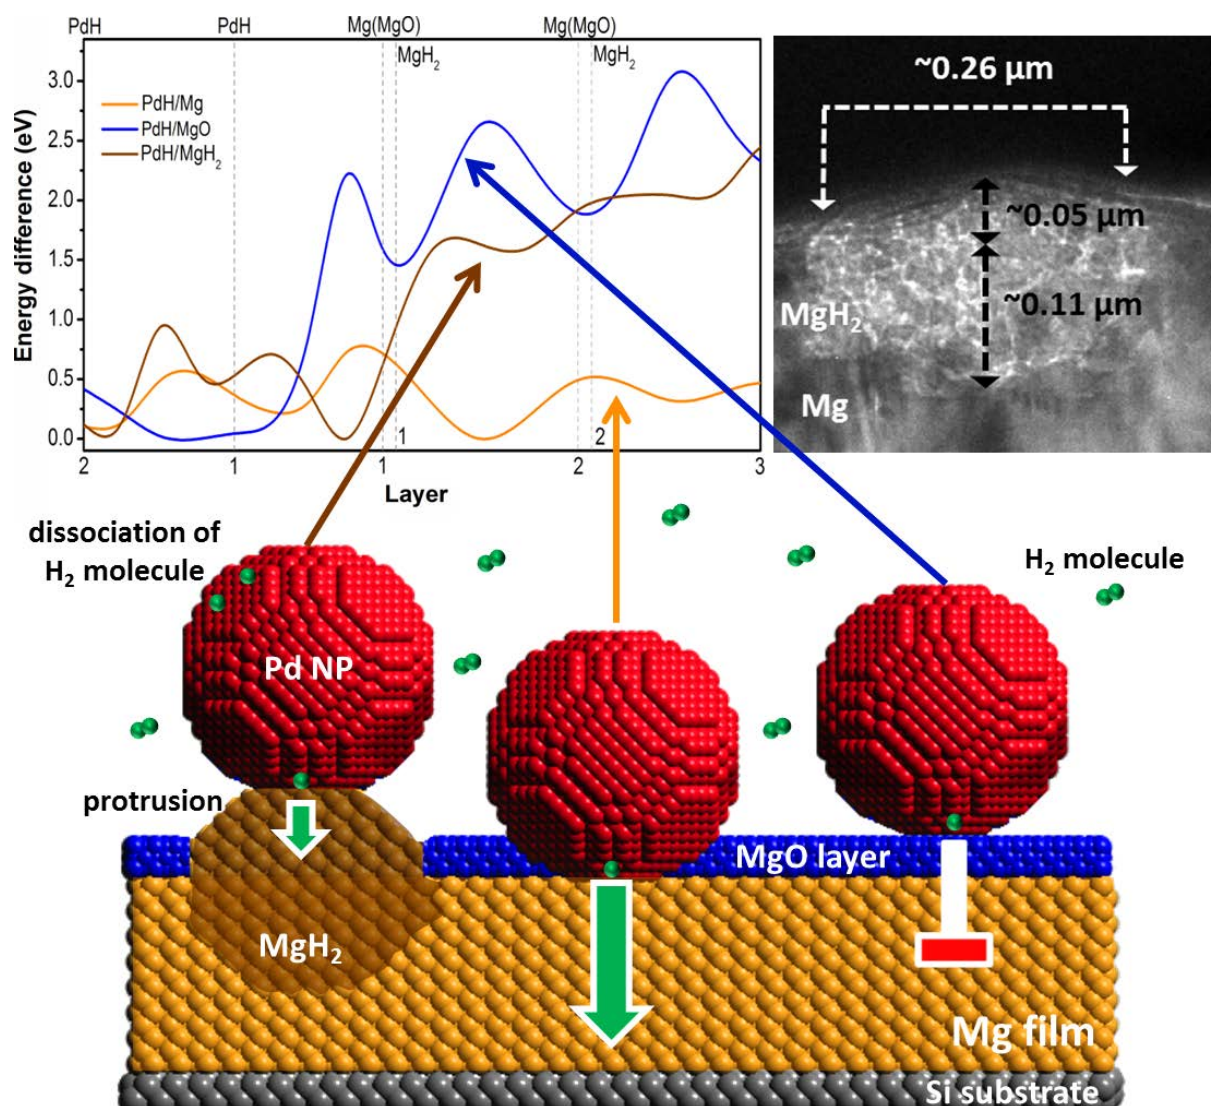 PdH PdH Mg(MgO) Mg(MgO)
MgH₂ MgH₂
3.0
2.5
2.0
1.5
1.0
0.5
0.0
Energy difference (eV)
PdH/Mg
PdH/MgO
PdH/MgH₂
1 2
2 1 1 2 3
Layer
~0.26 µm
~0.05 µm
~0.11 µm
MgH₂
Mg
dissociation of
H₂ molecule
H₂ molecule
Pd NP
protrusion
MgO layer
MgH₂
Mg film
Si substrate